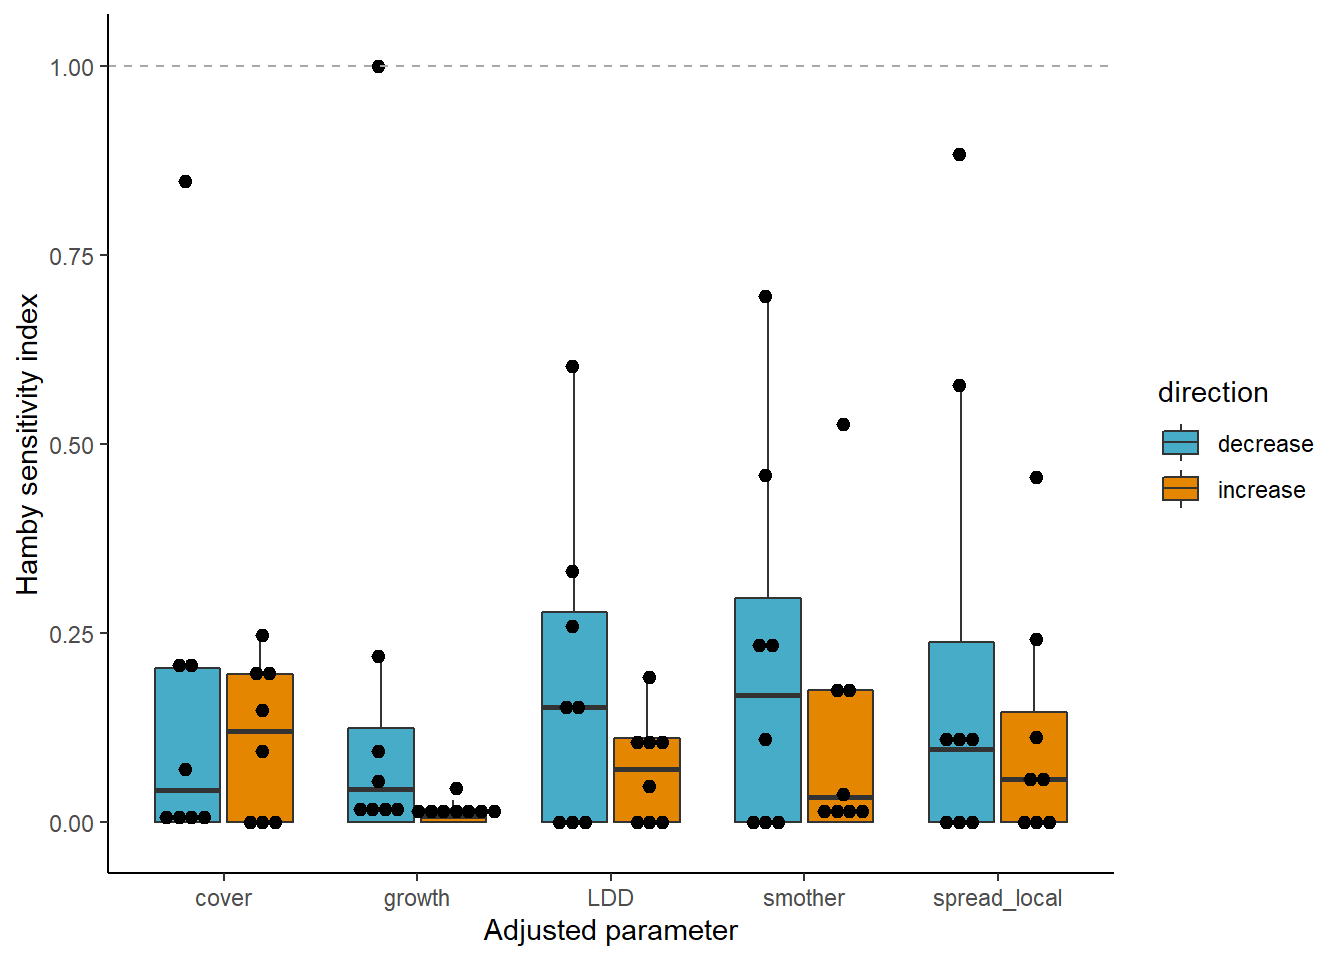 1.00
0.75
0.50
0.25
0.00
Hamby sensitivity index
cover
growth
LDD
smother
spread_local
Adjusted parameter
direction
decrease
increase